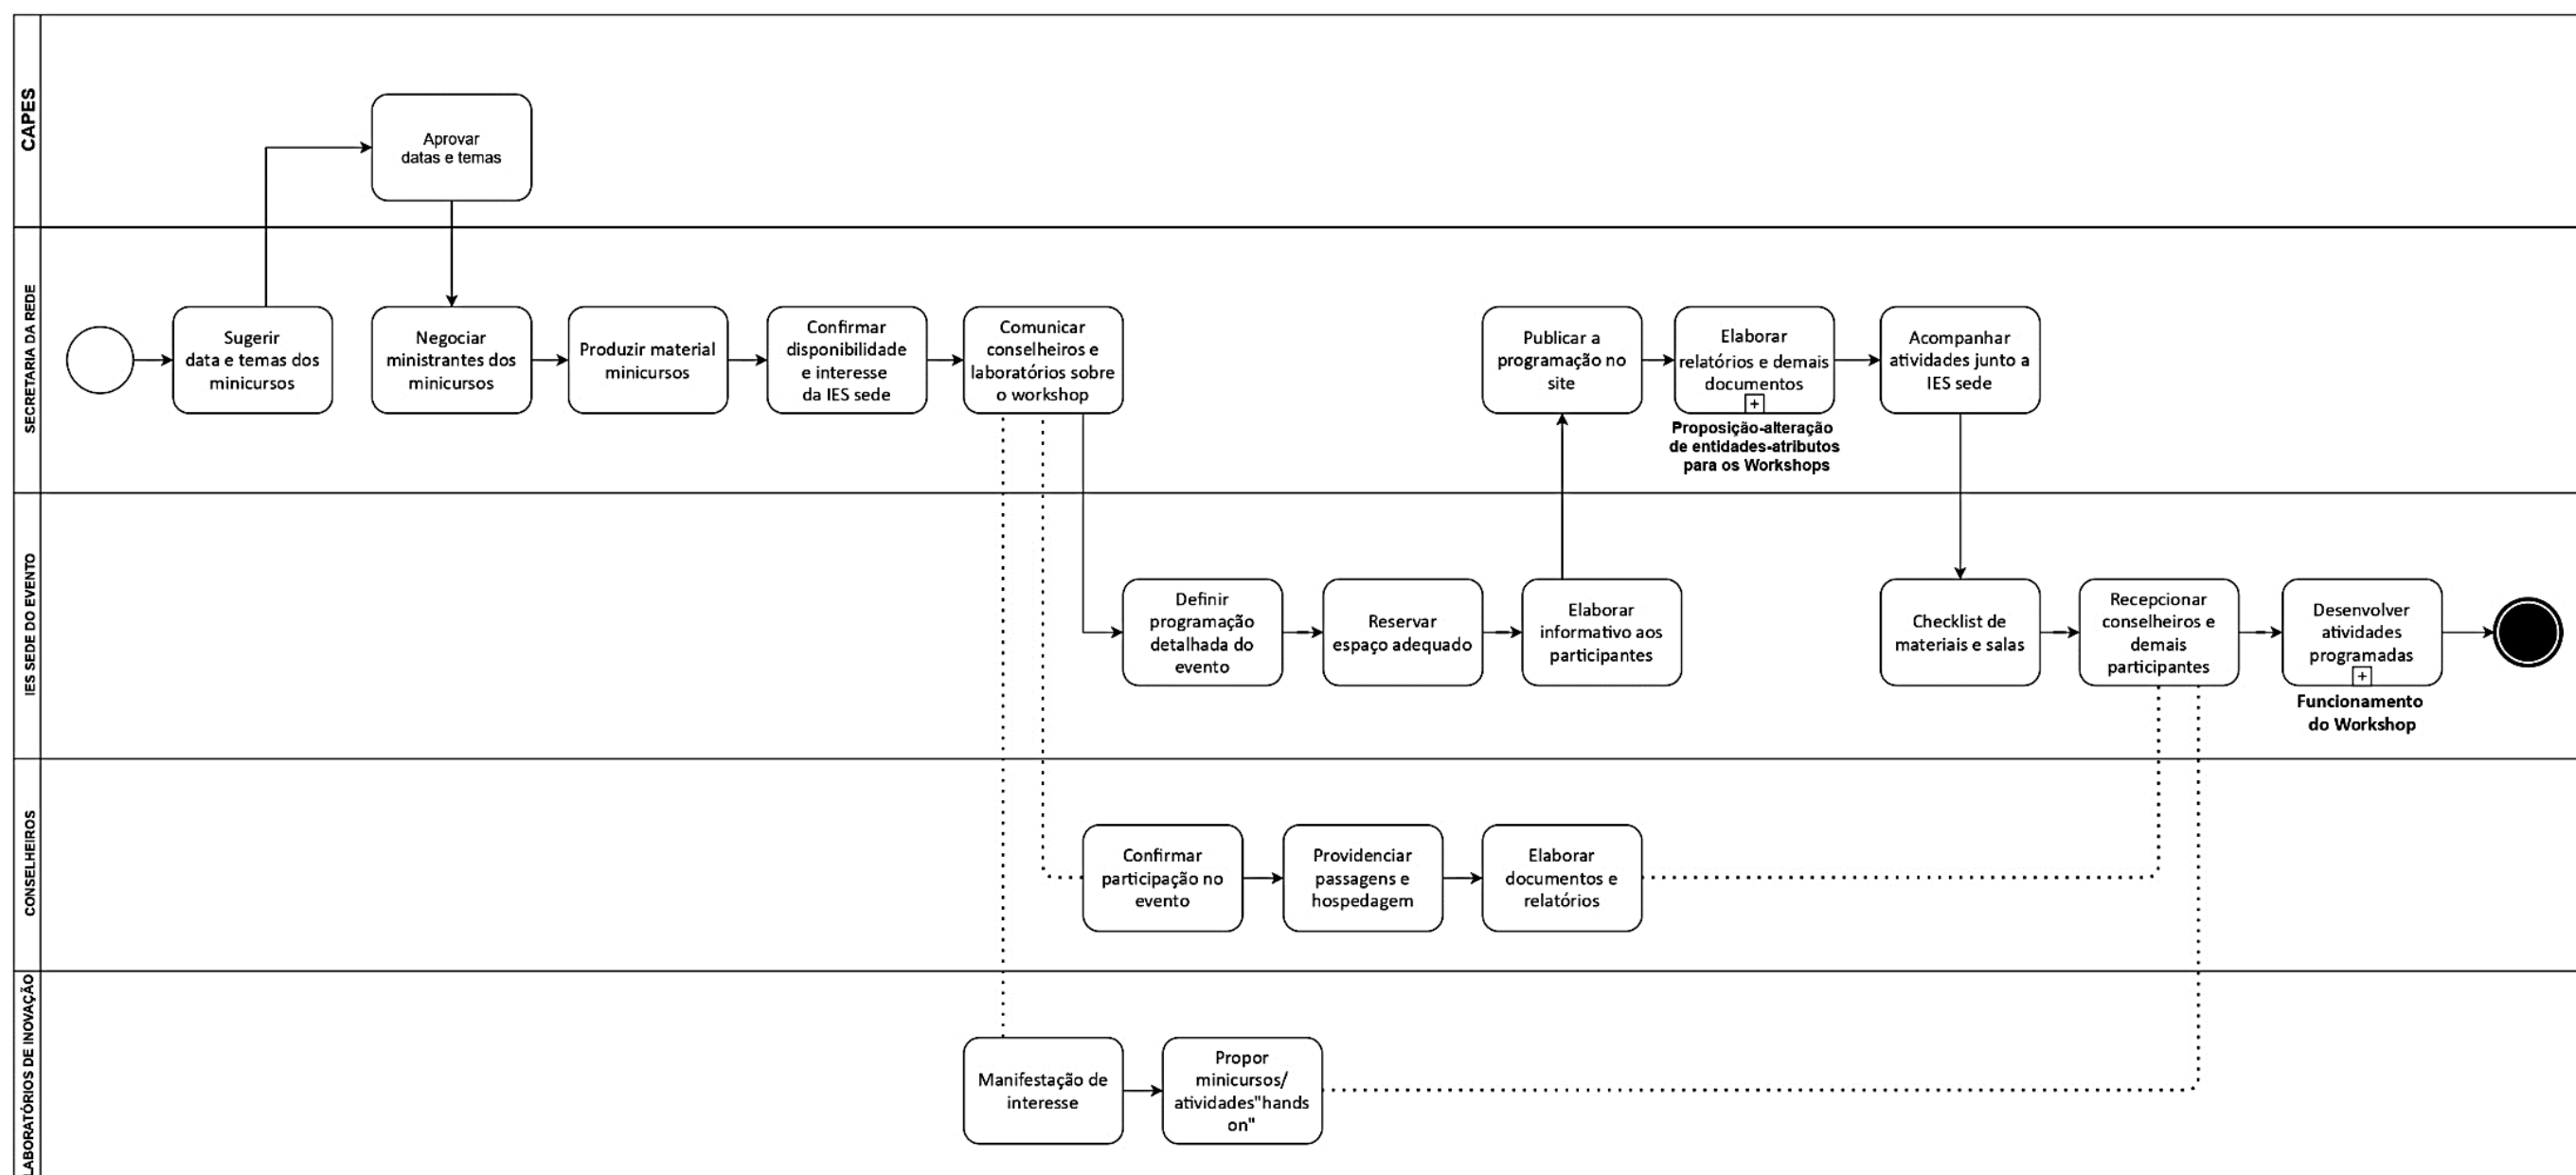 CAPES
Aprovar
datas e temas
SECRETARIA DA REDE
Sugerir
data e temas dos
minicursos
Negociar
ministrantes dos
minicursos
Produzir material
minicursos
Confirmar
disponibilidade
e interesse
da IES sede
Comunicar
conselheiros e
laboratórios sobre
o workshop
Publicar a
programação no
site
Elaborar
relatórios e demais
documentos
Proposição-alteração
de entidades-atributos
para os Workshops
Acompanhar
atividades junto a
IES sede
IES SEDE DO EVENTO
Definir
programação
detalhada do
evento
Reservar
espaço adequado
Elaborar
informativo aos
participantes
Checklist de
materiais e salas
Recepcionar
conselheiros e
demais
participantes
Desenvolver
atividades
programadas
Funcionamento
do Workshop
CONSELHEIROS
Confirmar
participação no
evento
Providenciar
passagens e
hospedagem
Elaborar
documentos e
relatórios
LABORATÓRIOS DE INOVAÇÃO
Manifestação de
interesse
Propor
minicursos/
atividades"hands
on"